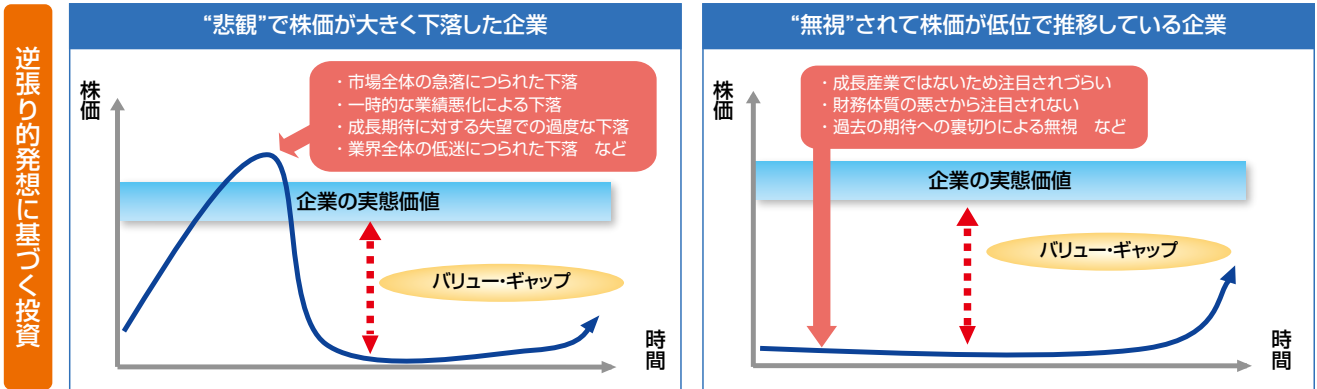 逆張り的発想に基づく投資
“悲観”で株価が大きく下落した企業
株価
・市場全体の急落につられた下落
・一時的な業績悪化による下落
・成長期待に対する失望での過度な下落
・業界全体の低迷につられた下落　など
企業の実態価値
バリュー・ギャップ
時間
“無視”されて株価が低位で推移している企業
株価
・成長産業ではないため注目されづらい
・財務体質の悪さから注目されない
・過去の期待への裏切りによる無視　など
企業の実態価値
バリュー・ギャップ
時間